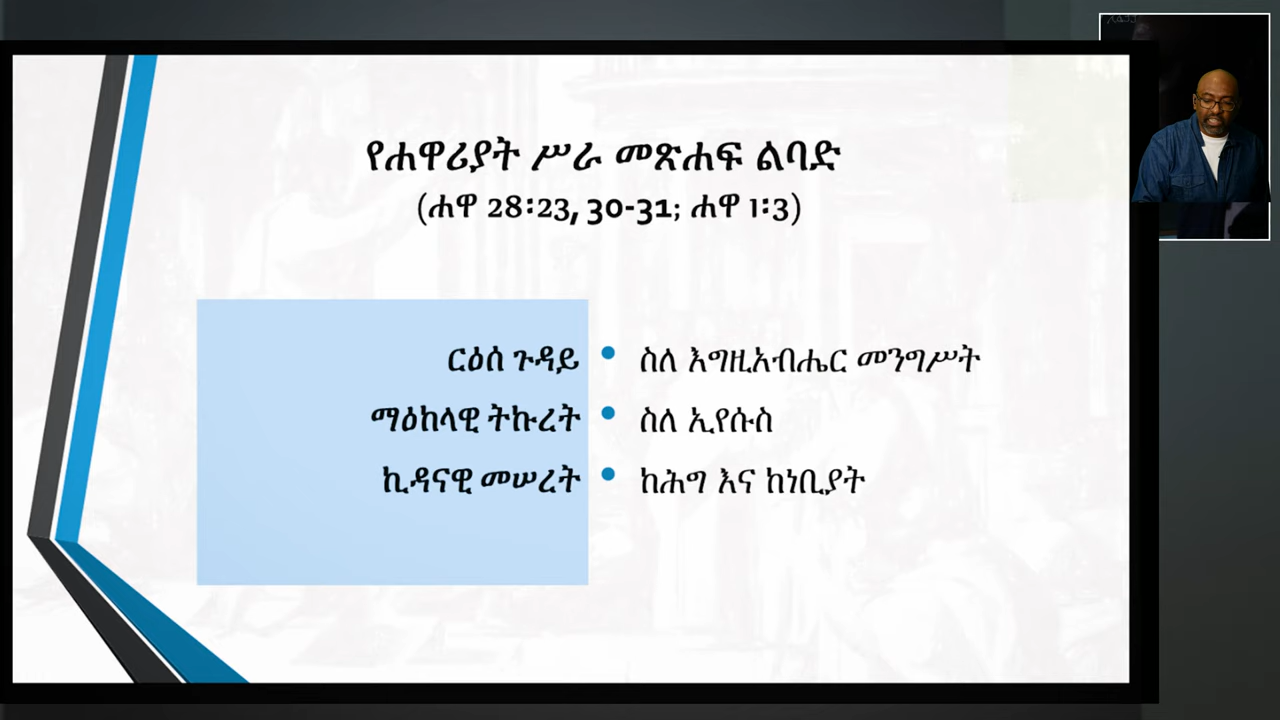 የሐዋሪያት ሥራ መጽሐፍ ልባድ
(ሐዋ 28፡23, 30-31; ሐዋ 1፡3)
ርዕሰ ጉዳይ • ስለ እግዚአብሔር መንግሥት
ማዕከላዊ ትኩረት • ስለ ኢየሱስ
ኪዳናዊ መሠረት • ከሕግ እና ከነቢያት